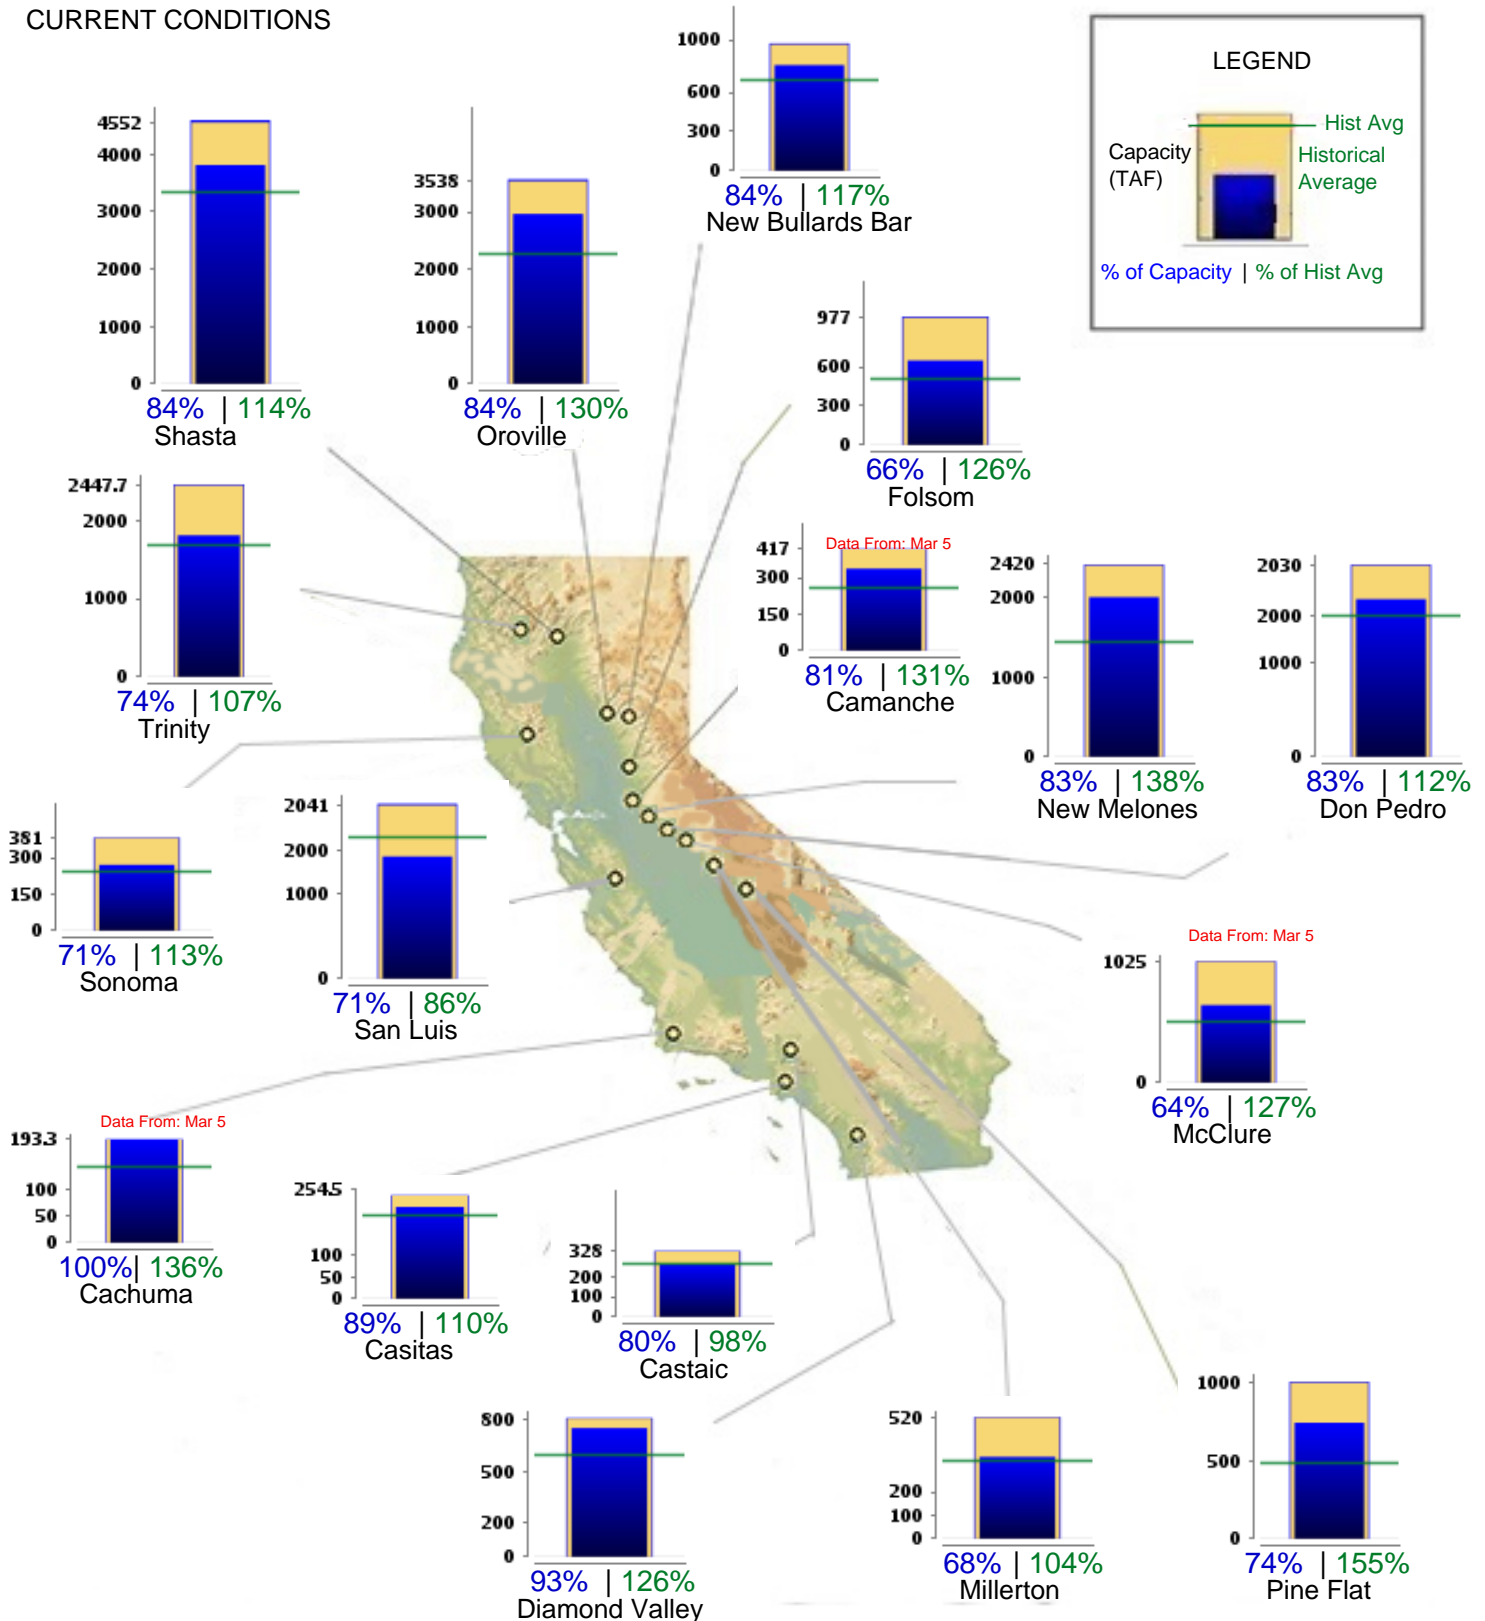 CURRENT CONDITIONS
1000
600
300
0
84% | 117%
New Bullards Bar
LEGEND
Hist Avg
Capacity
(TAF)
Historical
Average
% of Capacity | % of Hist Avg
4552
4000
3000
2000
1000
0
84% | 114%
Shasta
3538
3000
2000
1000
0
84% | 130%
Oroville
977
600
300
0
66% | 126%
Folsom
2447.7
2000
1000
0
74% | 107%
Trinity
Data From: Mar 5
417
300
150
0
81% | 131%
Camanche
2420
2000
1000
0
83% | 138%
New Melones
2030
2000
1000
0
83% | 112%
Don Pedro
381
300
150
0
71% | 113%
Sonoma
2041
2000
1000
0
71% | 86%
San Luis
Data From: Mar 5
1025
0
64% | 127%
McClure
Data From: Mar 5
193.3
100
50
0
100% | 136%
Cachuma
254.5
100
50
0
89% | 110%
Casitas
328
200
100
0
80% | 98%
Castaic
800
500
200
0
93% | 126%
Diamond Valley
520
200
100
0
68% | 104%
Millerton
1000
500
0
74% | 155%
Pine Flat